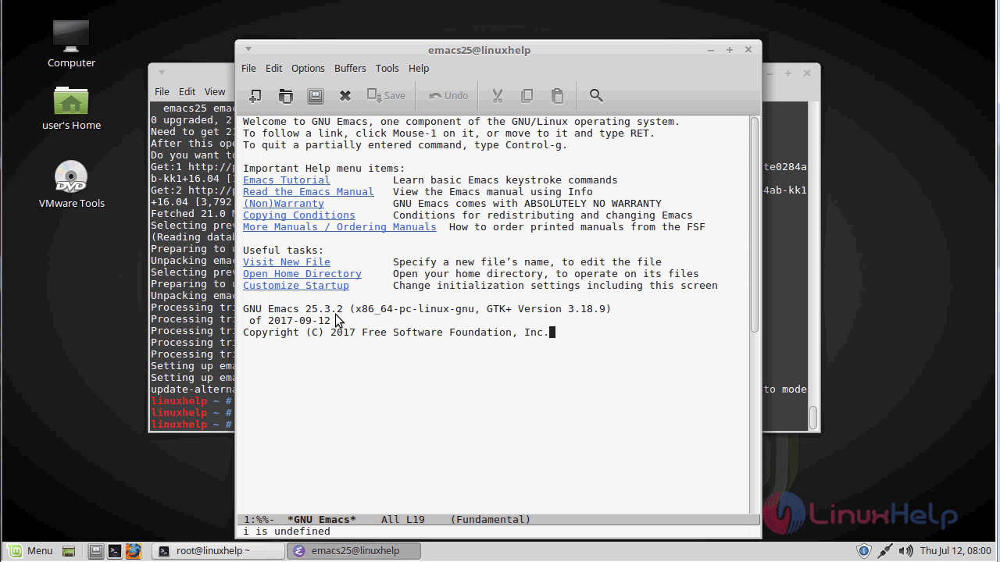 Computer
user's Home
DVD
VMware Tools
File Edit View
emacs25 emac
0 upgraded, 2
Need to get 21
After this ope
Do you want to
Get:1 http://p
te0284a
b-kk1+16.04 [1
Get:2 http://p
4ab-kk1
+16.04 [3,792
Fetched 21.0 M
Selecting prev
(Reading datab
Preparing to u
Unpacking emac
Selecting prev
Preparing to u
Unpacking emac
Processing tri
Processing tri
Processing tri
Processing tri
Processing tri
Setting up ema
Setting up ema
update-alterna
to mode
linuxhelp ~ #
linuxhelp ~ #
linuxhelp ~ #
emacs25@linuxhelp
File Edit Options Buffers Tools Help
Save Undo
Welcome to GNU Emacs, one component of the GNU/Linux operating system.
To follow a link, click Mouse-1 on it, or move to it and type RET.
To quit a partially entered command, type Control-g.
Important Help menu items:
Emacs Tutorial Learn basic Emacs keystroke commands
Read the Emacs Manual View the Emacs manual using Info
(Non)Warranty GNU Emacs comes with ABSOLUTELY NO WARRANTY
Copying Conditions Conditions for redistributing and changing Emacs
More Manuals / Ordering Manuals How to order printed manuals from the FSF
Useful tasks:
Visit New File Specify a new file’s name, to edit the file
Open Home Directory Open your home directory, to operate on its files
Customize Startup Change initialization settings including this screen
GNU Emacs 25.3.2 (x86_64-pc-linux-gnu, GTK+ Version 3.18.9)
of 2017-09-12
Copyright (C) 2017 Free Software Foundation, Inc.
1:%%- *GNU Emacs* All L19 (Fundamental)
i is undefined
LinuxHelp
Menu root@linuxhelp ~ emacs25@linuxhelp Thu Jul 12, 08:00